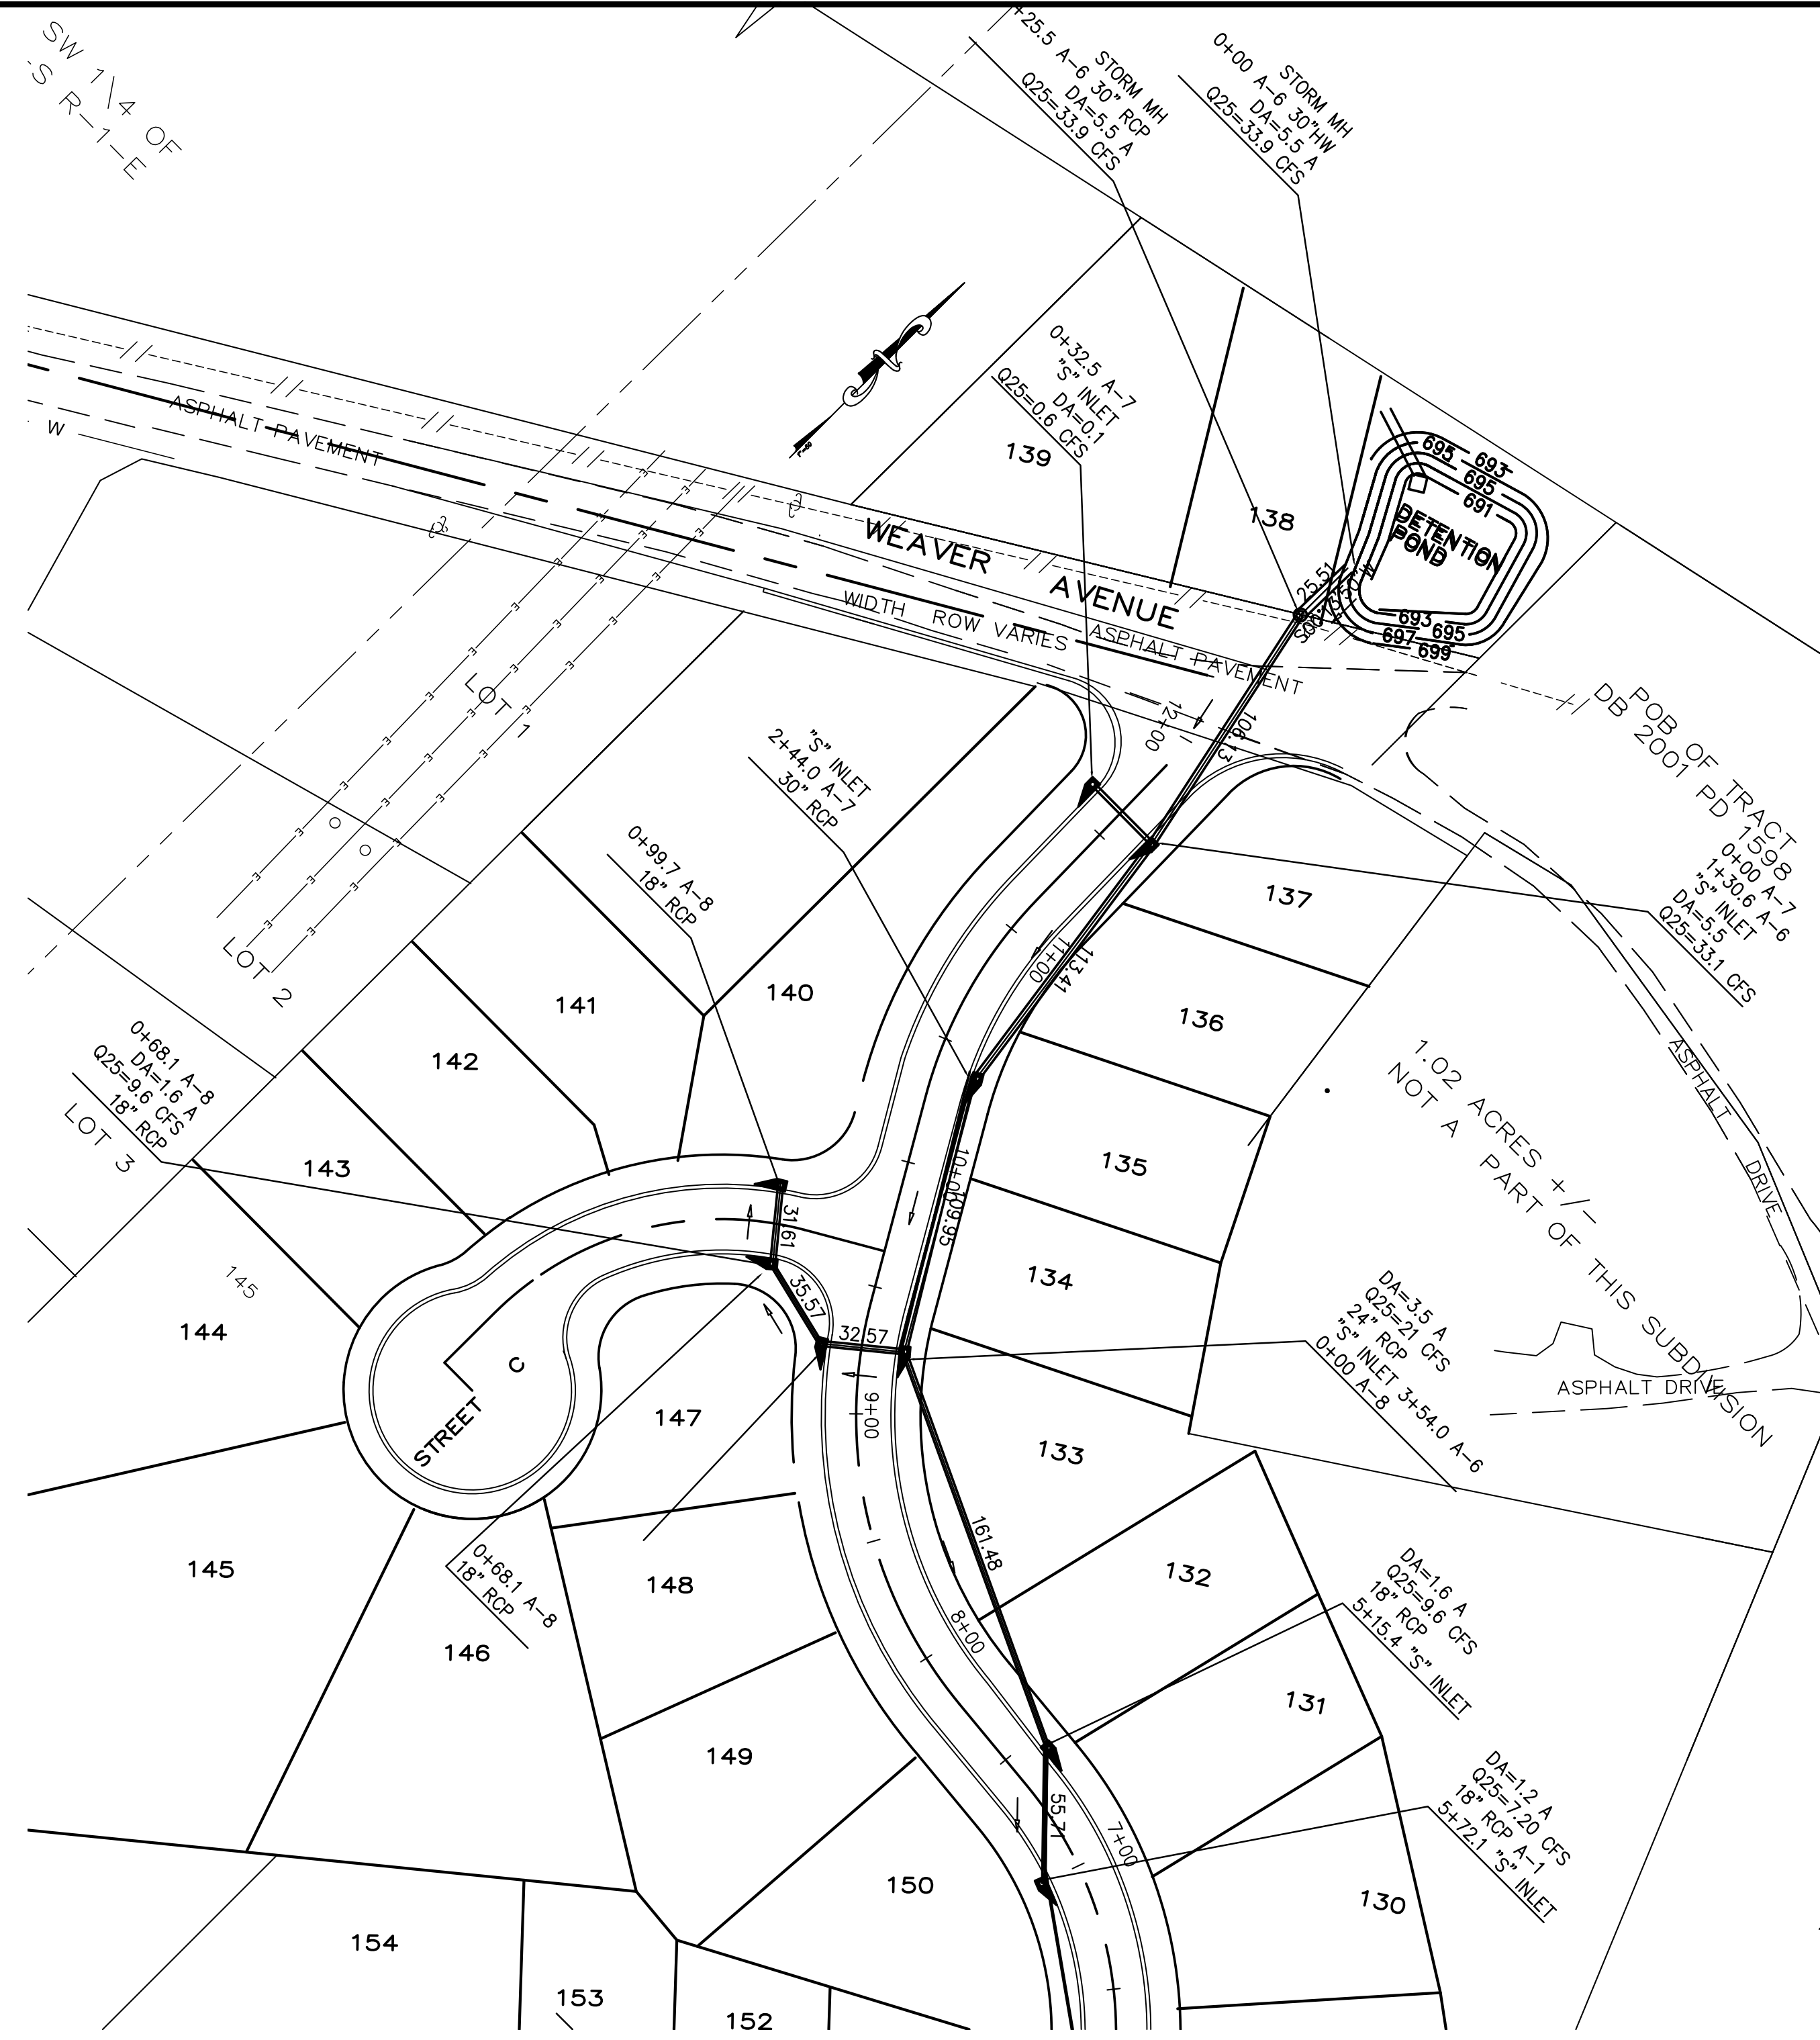 SW 1\4 OF
S R-1-E
+25.5 A-6
STORM MH
30" RCP
DA=5.5 A
Q25=33.9 CFS
0+00 A-6
STORM MH
30"HW
DA=5.5 A
Q25=33.9 CFS
0+32.5 A-7
"S" INLET
DA=0.1
Q25=0.6 CFS
139
138
695 693
695
691
DETENTION
POND
693 695
697 699
25.51
ASPHALT PAVEMENT
W
WEAVER AVENUE
WIDTH ROW VARIES
ASPHALT PAVEMENT
12+00
106.13
LOT 1
LOT 2
LOT 3
POB OF TRACT
DB 2001 PD 1598
0+00 A-7
1+30.6 A-6
"S" INLET
DA=5.5
Q25=33.1 CFS
"S" INLET
2+44.0 A-7
30" RCP
0+99.7 A-8
18" RCP
0+68.1 A-8
DA=1.6 A
Q25=9.6 CFS
18" RCP
137
136
135
134
133
132
131
130
140
141
142
143
144
145
145
146
147
148
149
150
152
153
154
11+00
113.41
10+00
109.95
31.61
35.57
32.57
9+00
161.48
8+00
55.77
7+00
STREET C
1.02 ACRES +/-
NOT A PART OF THIS SUBDIVISION
ASPHALT DRIVE
ASPHALT DRIVE
DA=3.5 A
Q25=21 CFS
24" RCP
"S" INLET 3+54.0 A-6
0+00 A-8
0+68.1 A-8
18" RCP
DA=1.6 A
Q25=9.6 CFS
18" RCP
5+15.4 "S" INLET
DA=1.2 A
Q25=7.20 CFS
18" RCP A-1
5+72.1 "S" INLET